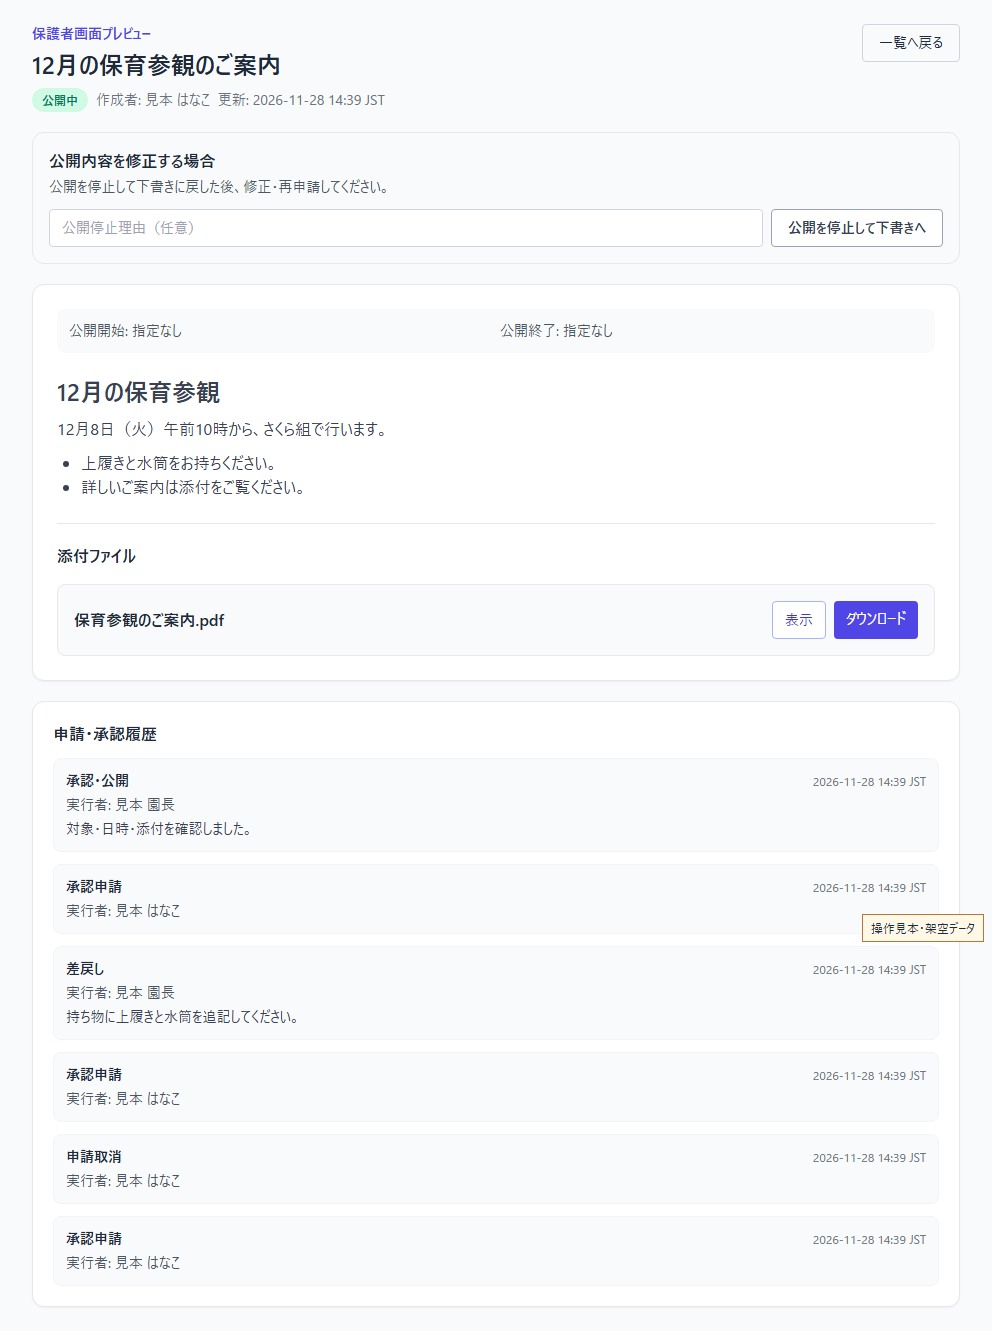 保護者画面プレビュー
12月の保育参観のご案内
一覧へ戻る
公開中 作成者: 見本 はなこ 更新: 2026-11-28 14:39 JST
公開内容を修正する場合
公開を停止して下書きに戻した後、修正・再申請してください。
公開停止理由（任意）
公開を停止して下書きへ
公開開始: 指定なし
公開終了: 指定なし
12月の保育参観
12月8日（火）午前10時から、さくら組で行います。
上履きと水筒をお持ちください。
詳しいご案内は添付をご覧ください。
添付ファイル
保育参観のご案内.pdf
表示
ダウンロード
申請・承認履歴
承認・公開
2026-11-28 14:39 JST
実行者: 見本 園長
対象・日時・添付を確認しました。
承認申請
2026-11-28 14:39 JST
実行者: 見本 はなこ
操作見本・架空データ
差戻し
2026-11-28 14:39 JST
実行者: 見本 園長
持ち物に上履きと水筒を追記してください。
承認申請
2026-11-28 14:39 JST
実行者: 見本 はなこ
申請取消
2026-11-28 14:39 JST
実行者: 見本 はなこ
承認申請
2026-11-28 14:39 JST
実行者: 見本 はなこ